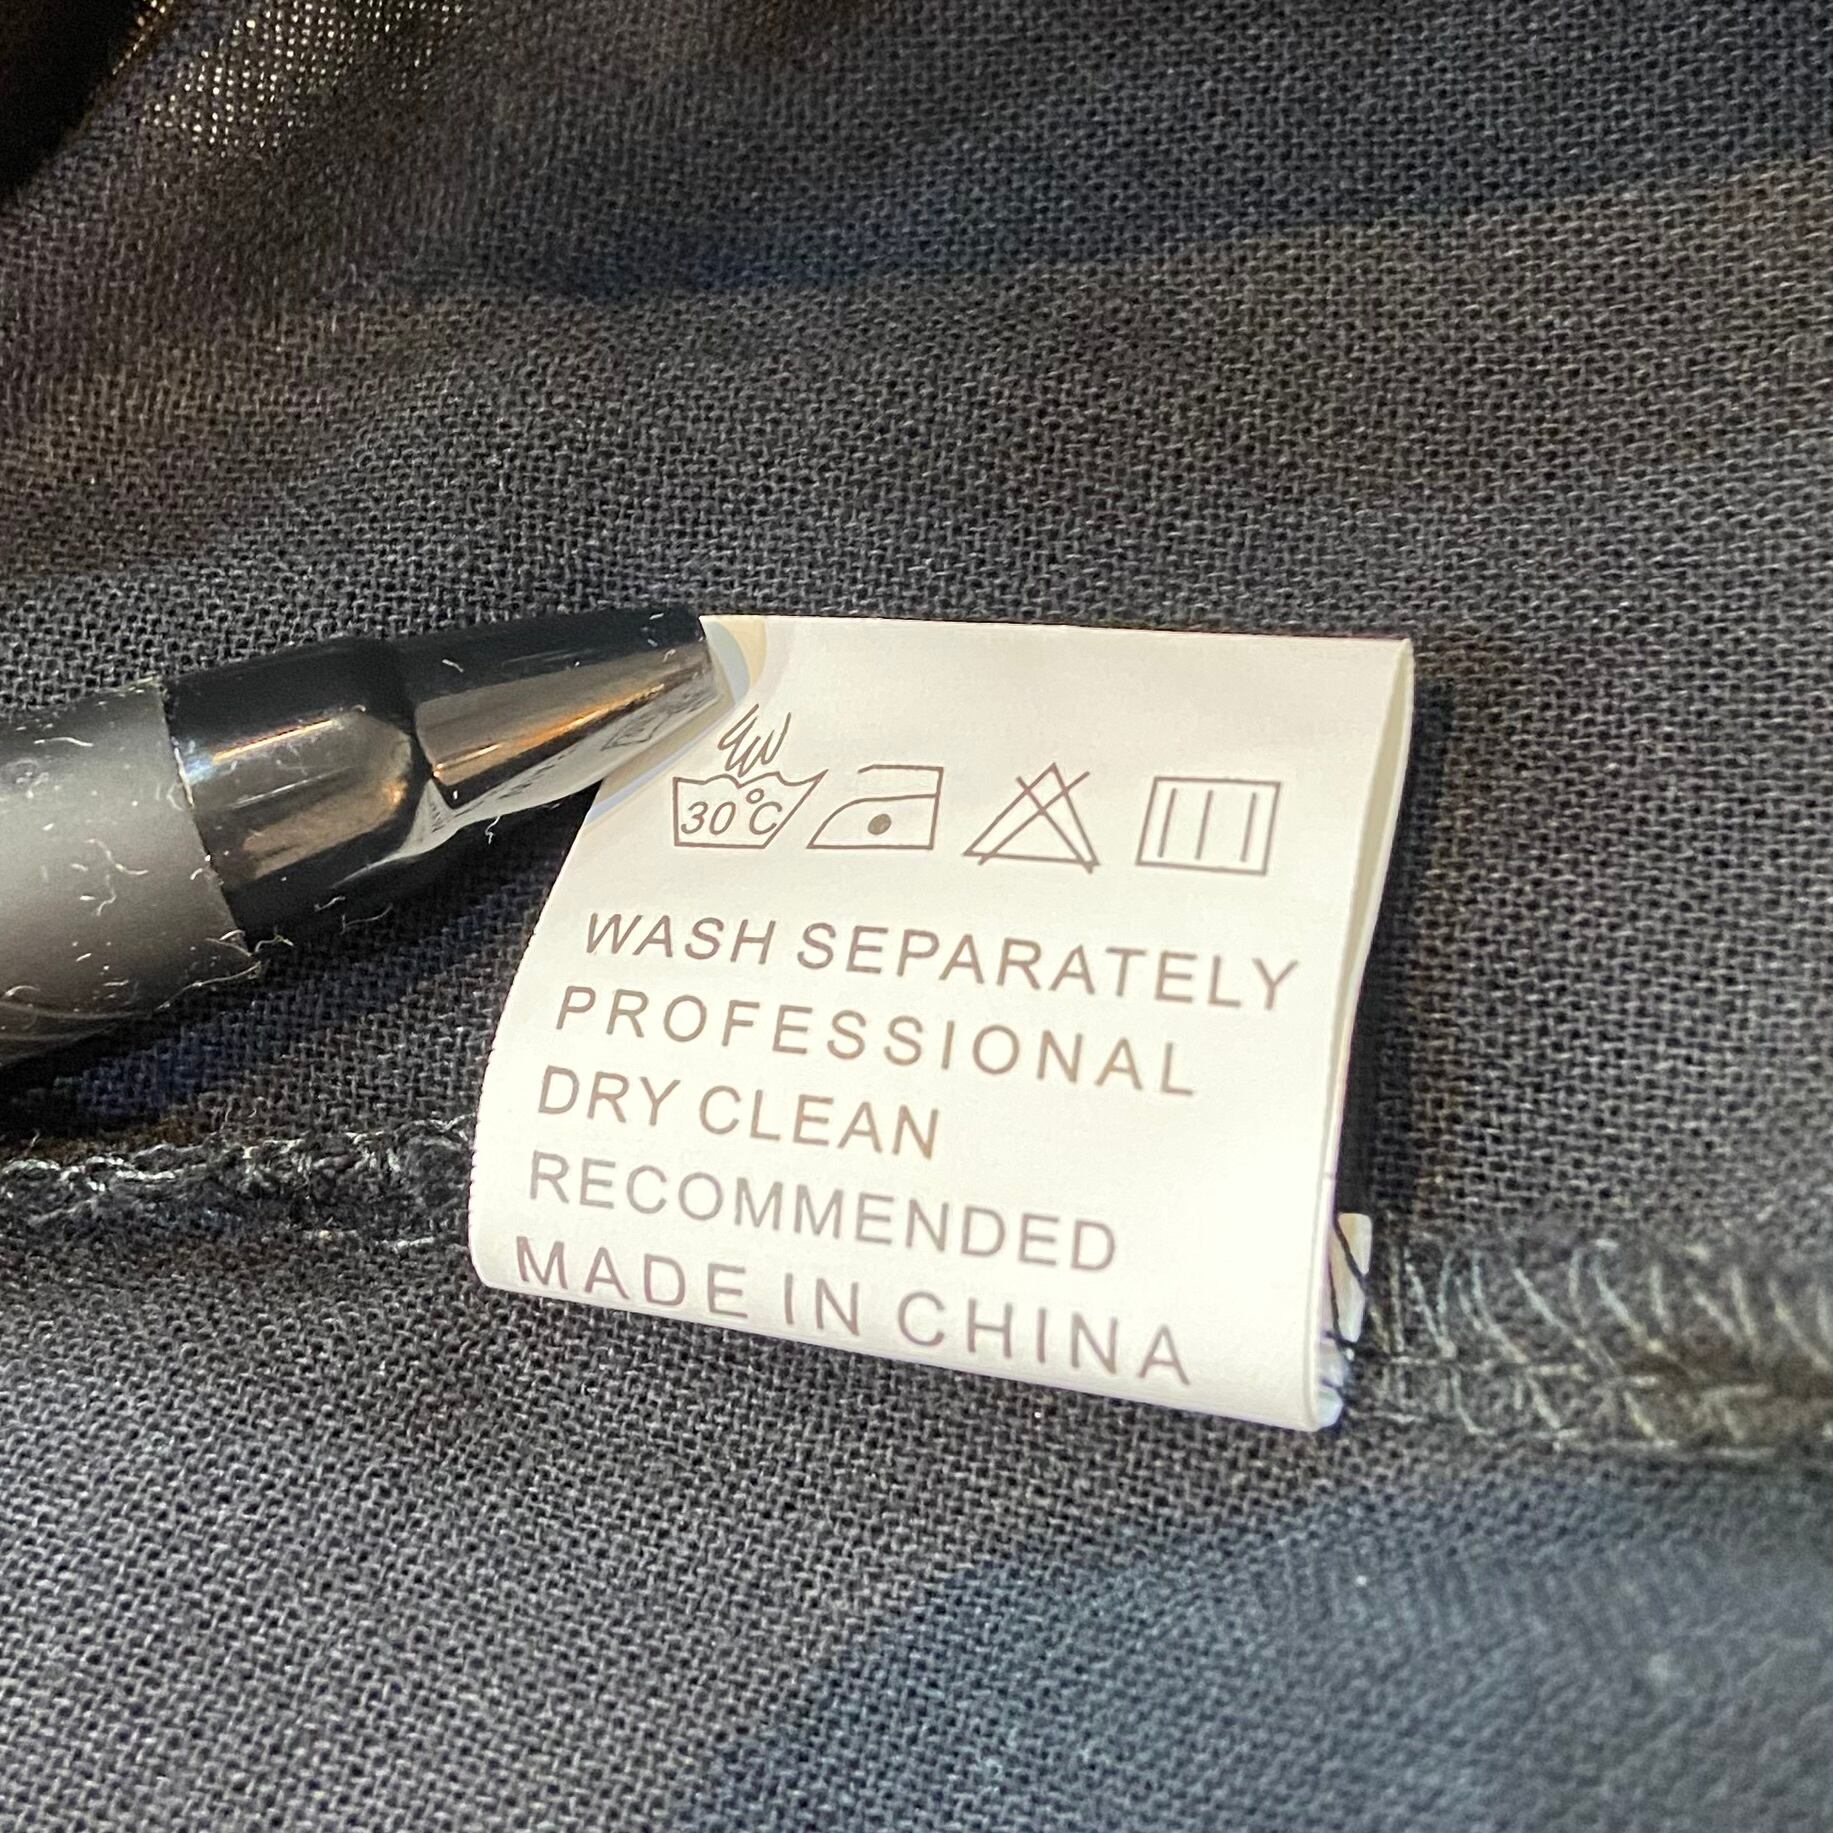 30°C
WASH SEPARATELY
PROFESSIONAL
DRY CLEAN
RECOMMENDED
MADE IN CHINA